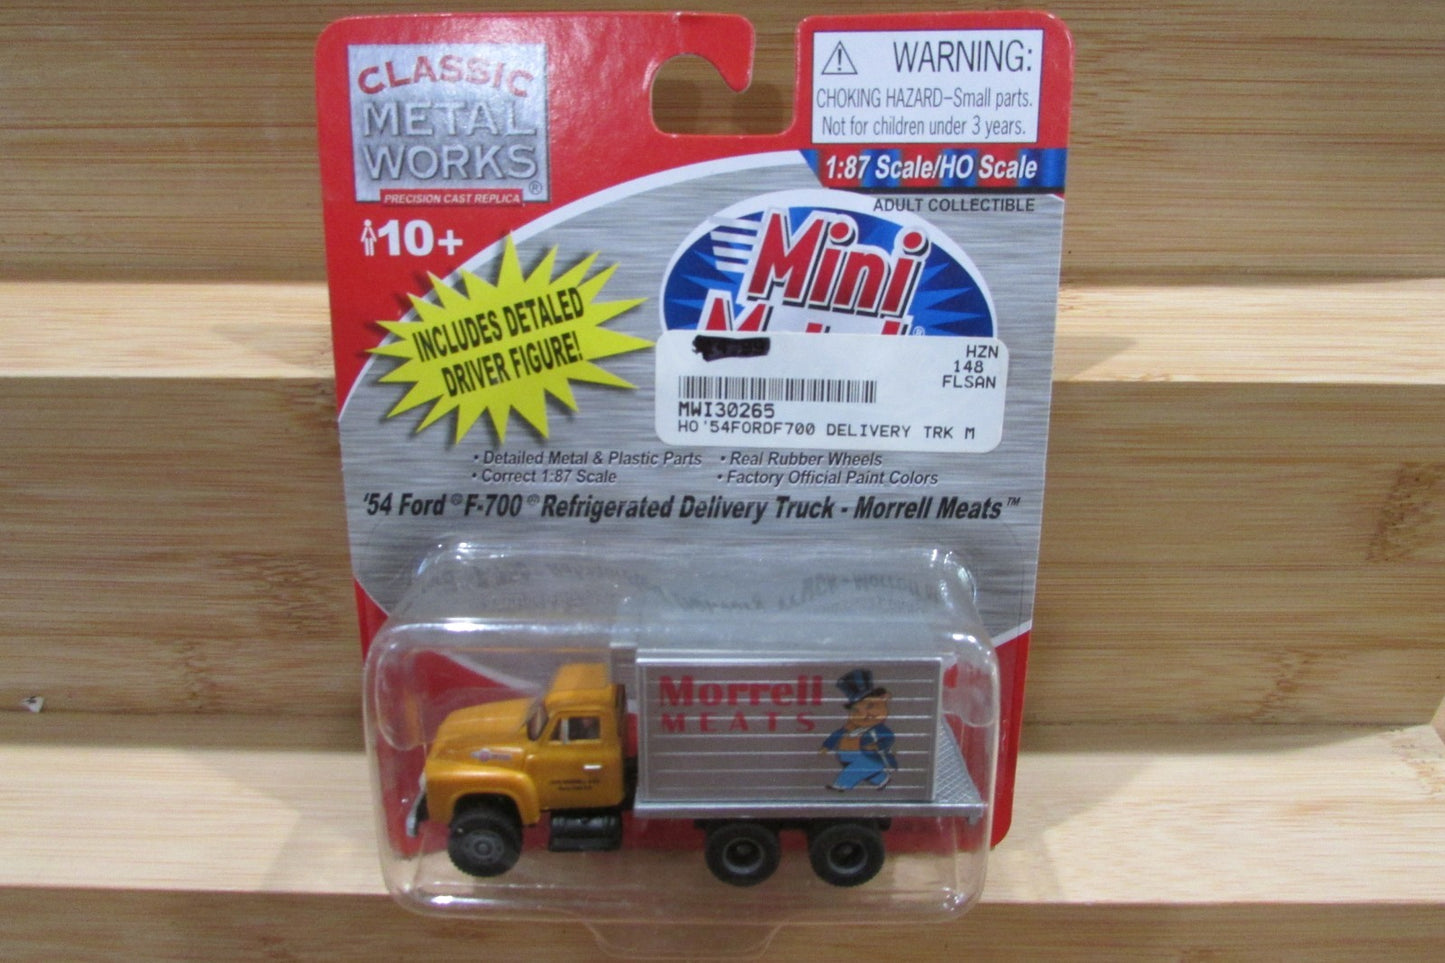 CLASSIC
METAL
WORKS®
PRECISION CAST REPLICA
10+
WARNING:
CHOKING HAZARD–Small parts.
Not for children under 3 years.
1:87 Scale/HO Scale
ADULT COLLECTIBLE
Mini
INCLUDES DETALED
DRIVER FIGURE!
HZN
148
FLSAN
MWI30265
HO '54FORDF700 DELIVERY TRK M
• Detailed Metal & Plastic Parts • Real Rubber Wheels
• Correct 1:87 Scale • Factory Official Paint Colors
'54 Ford® F-700® Refrigerated Delivery Truck - Morrell Meats™
Morrell
MEATS